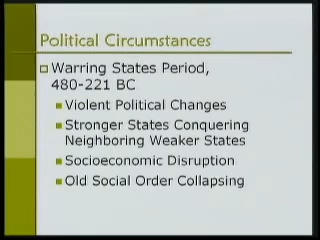 Political Circumstances
Warring States Period,
480-221 BC
Violent Political Changes
Stronger States Conquering
Neighboring Weaker States
Socioeconomic Disruption
Old Social Order Collapsing